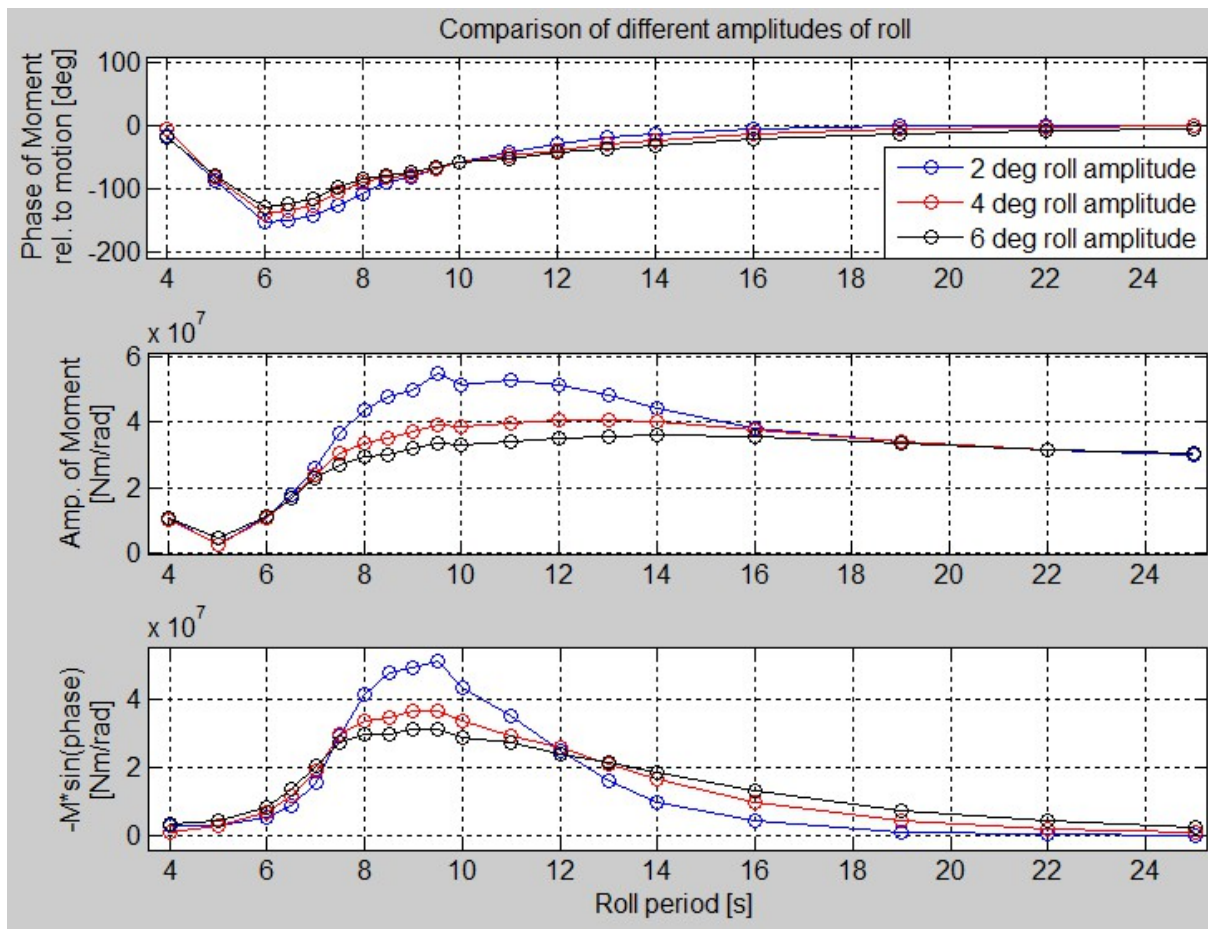 Comparison of different amplitudes of roll
Phase of Moment
rel. to motion [deg]
100
0
-100
-200
2 deg roll amplitude
4 deg roll amplitude
6 deg roll amplitude
4 6 8 10 12 14 16 18 20 22 24
x 10^7
Amp. of Moment
[Nm/rad]
6
4
2
0
4 6 8 10 12 14 16 18 20 22 24
x 10^7
-M*sin(phase)
[Nm/rad]
4
2
0
4 6 8 10 12 14 16 18 20 22 24
Roll period [s]